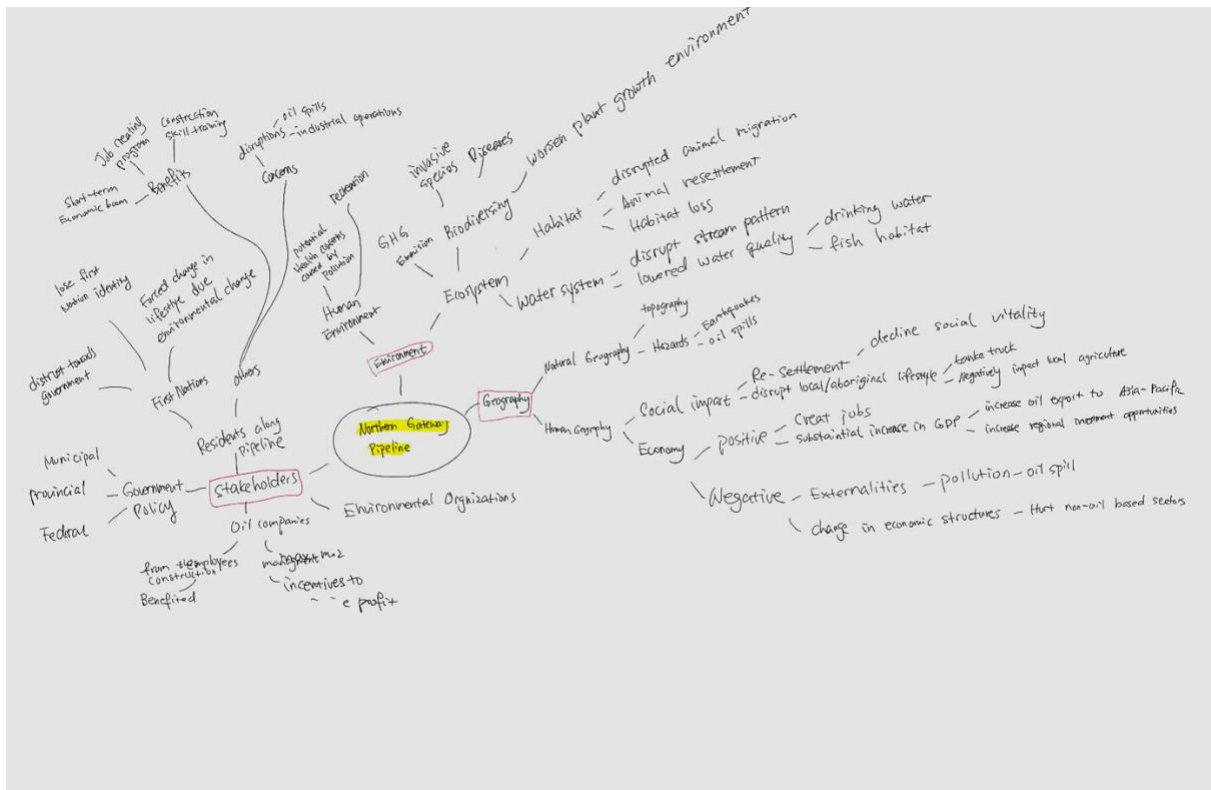 Northern Gateway
Pipeline
Environment
Human
Environment
potential
Health concerns
caused by
pollution
recreation
Ecosystem
GHG
Emmision
Biodiversing
invasive
species
Diseases
worsen plant growth environment
Habitat
disrupted animal migration
Animal resettlement
Habitat loss
Water system
disrupt stream pattern
lowered water quality
drinking water
fish habitat
Geography
Natural Geography
topography
Hazards
Earthquakes
oil spills
Human Gegraphy
Social impact
Re-settlement
decline social vitality
disrupt local/aboriginal lifestyle
truck
Negatively impact local agriculture
Economy
positive
Creat jobs
substaintial increase in GDP
increase oil export to Asia-Pacific
increase regional investment opportunities
Negative
Externalities
pollution - oil spill
change in economic structures - Hurt non-oil based sectors
Stakeholders
Residents along
Pipeline
First Nations
distrust towards
government
lose first
Nation identity
Forced change in
lifestye due
environmental change
others
Benefits
Short-term
Economic boom
Job creating
program
construction
skill-training
Concerns
disruptions
oil spills
industrial operations
Government
Policy
Municipal
provincial
Federal
Oil companies
employees
from the
construction
Benefited
incentives to
profit
Environmental Orgnizations